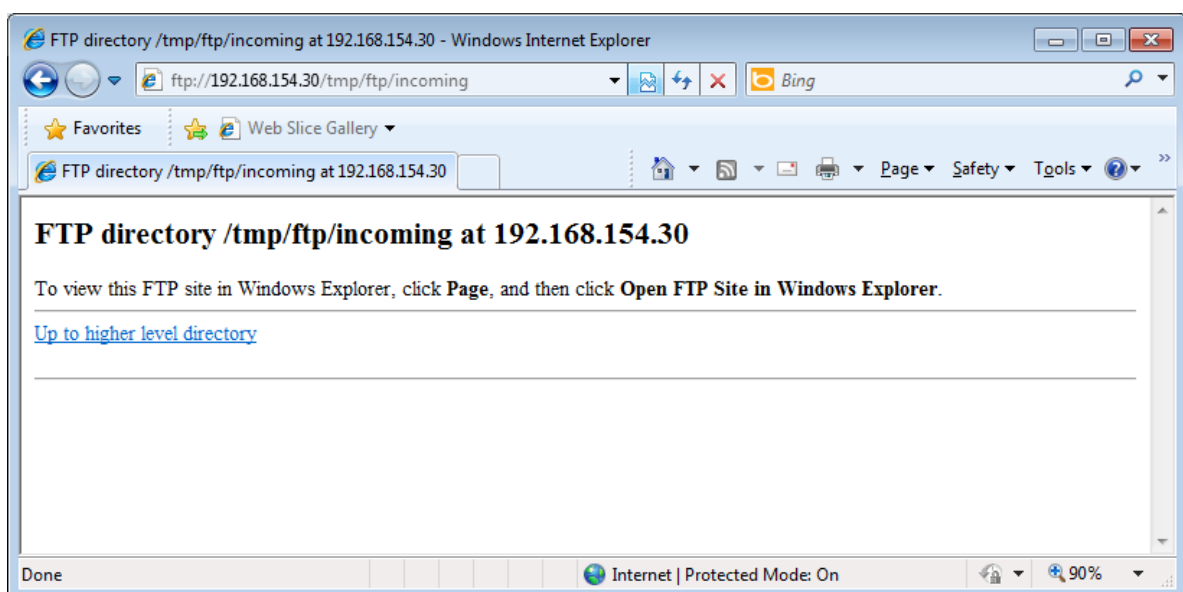 FTP directory /tmp/ftp/incoming at 192.168.154.30 - Windows Internet Explorer
ftp://192.168.154.30/tmp/ftp/incoming Bing
Favorites Web Slice Gallery
FTP directory /tmp/ftp/incoming at 192.168.154.30 Page Safety Tools »
FTP directory /tmp/ftp/incoming at 192.168.154.30
To view this FTP site in Windows Explorer, click Page, and then click Open FTP Site in Windows Explorer.
Up to higher level directory
Done Internet | Protected Mode: On 90%